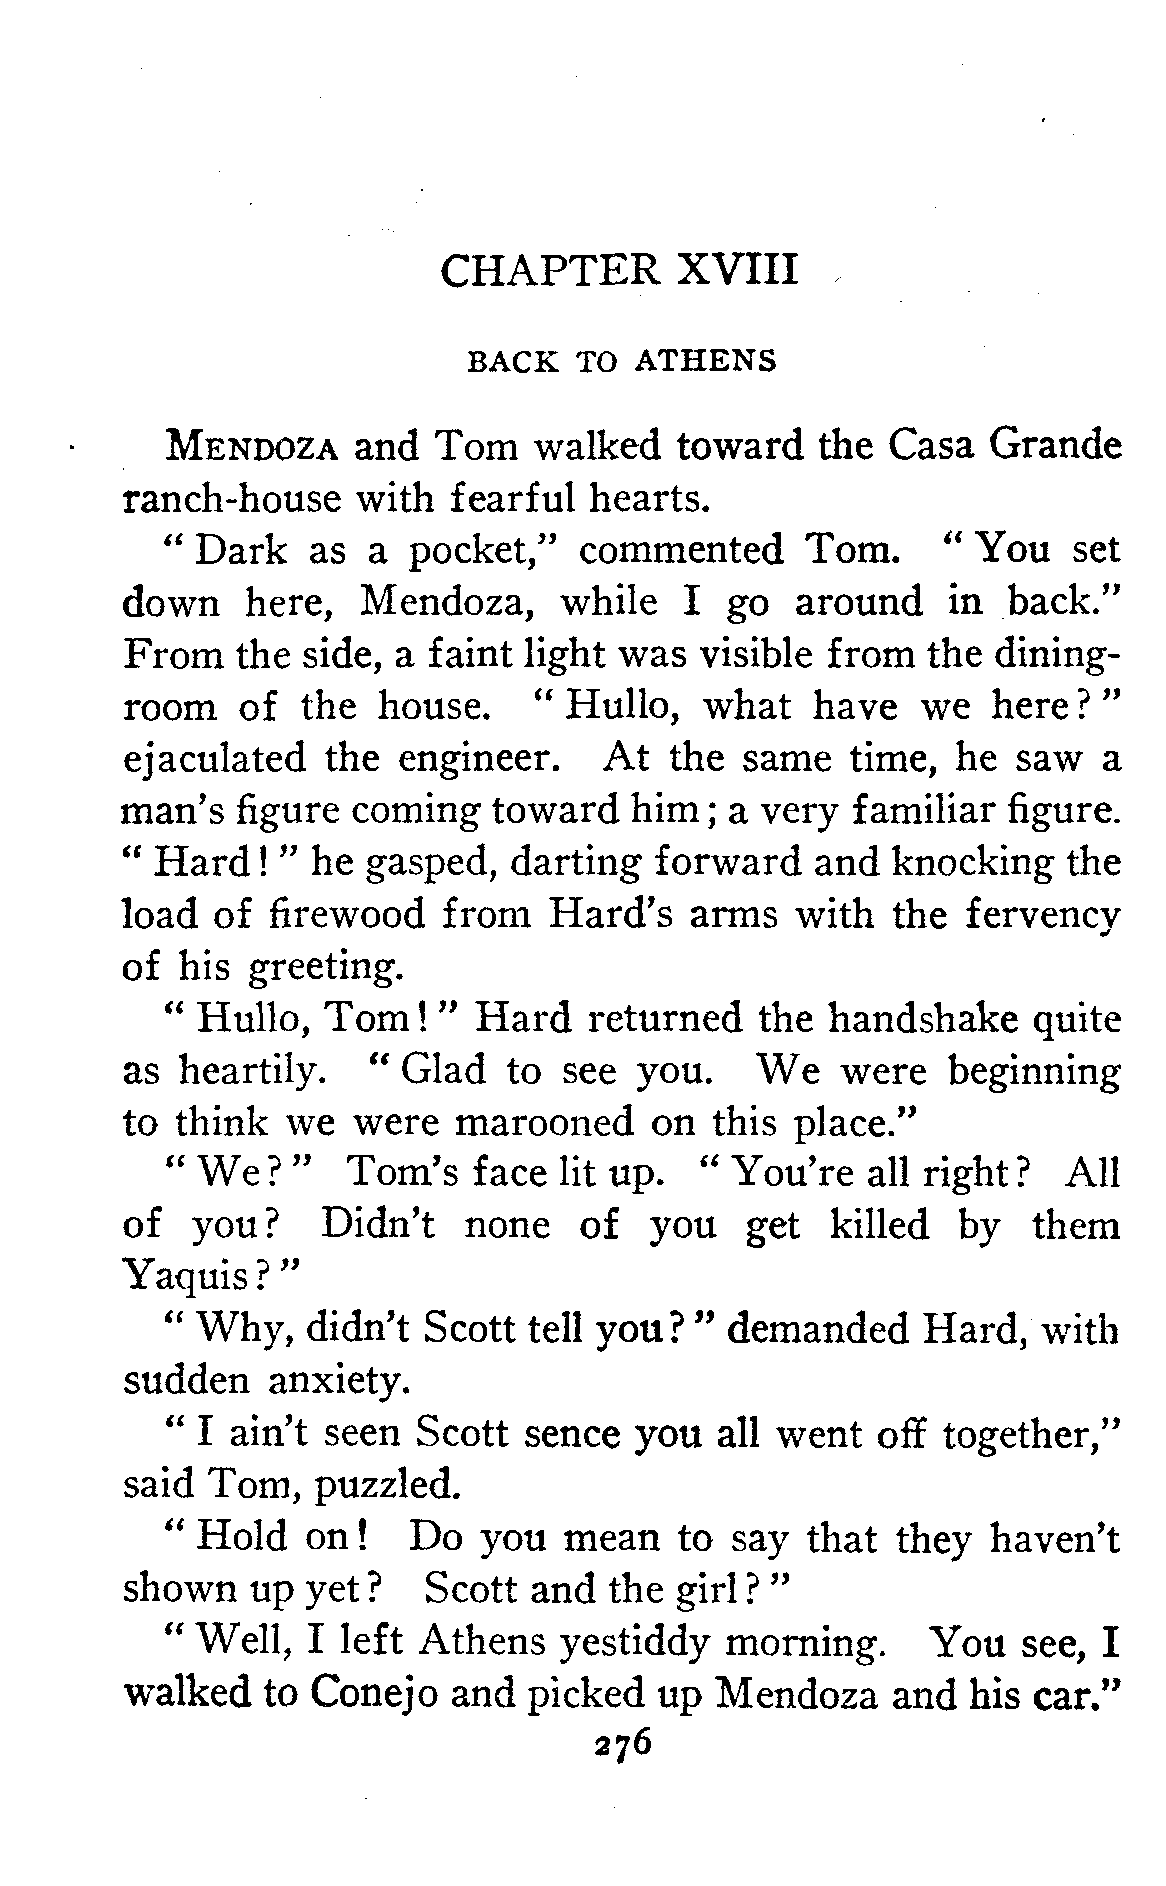 CHAPTER XVIII
BACK TO ATHENS
MENDOZA and Tom walked toward the Casa Grande
ranch-house with fearful hearts.
" Dark as a pocket," commented Tom. " You set
down here, Mendoza, while I go around in back."
From the side, a faint light was visible from the dining-
room of the house. " Hullo, what have we here? "
ejaculated the engineer. At the same time, he saw a
man's figure coming toward him; a very familiar figure.
" Hard! " he gasped, darting forward and knocking the
load of firewood from Hard's arms with the fervency
of his greeting.
" Hullo, Tom! " Hard returned the handshake quite
as heartily. " Glad to see you. We were beginning
to think we were marooned on this place."
" We? " Tom's face lit up. " You're all right? All
of you? Didn't none of you get killed by them
Yaquis? "
" Why, didn't Scott tell you? " demanded Hard, with
sudden anxiety.
" I ain't seen Scott sence you all went off together,"
said Tom, puzzled.
" Hold on! Do you mean to say that they haven't
shown up yet? Scott and the girl? "
" Well, I left Athens yestiddy morning. You see, I
walked to Conejo and picked up Mendoza and his car."
276